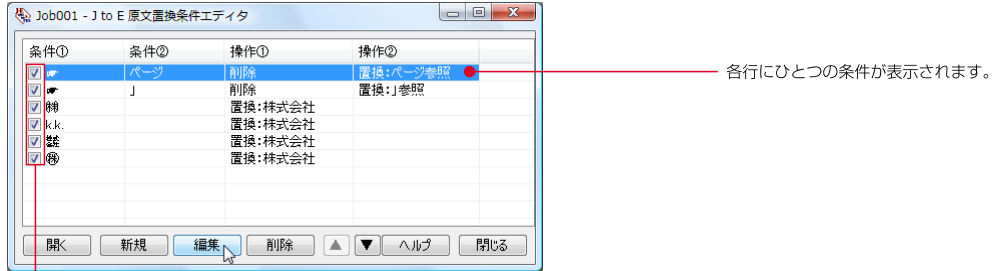 Job001 - J to E 原文置換条件エディタ
条件① 条件② 操作① 操作②
☛ ページ 削除 置換:ページ参照
各行にひとつの条件が表示されます。
☛ 」 削除 置換:」参照
㈱ 置換:株式会社
k.k. 置換:株式会社
㍿ 置換:株式会社
㊑ 置換:株式会社
開く 新規 編集 削除 ▲ ▼ ヘルプ 閉じる